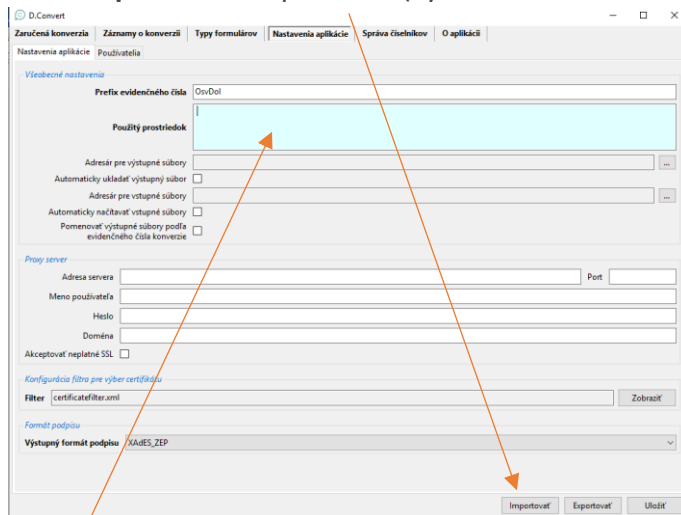 D.Convert
Zaručená konverzia Záznamy o konverzii Typy formulárov Nastavenia aplikácie Správa číselníkov O aplikácii
Nastavenia aplikácie Používatelia
Všeobecné nastavenia
Prefix evidenčného čísla OsvDol
Použitý prostriedok
Adresár pre výstupné súbory ...
Automaticky ukladať výstupný súbor
Adresár pre vstupné súbory ...
Automaticky načítavať vstupné súbory
Pomenovať výstupné súbory podľa
evidenčného čísla konverzie
Proxy server
Adresa servera Port
Meno používateľa
Heslo
Doména
Akceptovať neplatné SSL
Konfigurácia filtra pre výber certifikátu
Filter certificatefilter.xml Zobraziť
Formát podpisu
Výstupný formát podpisu XAdES_ZEP
Importovať Exportovať Uložiť